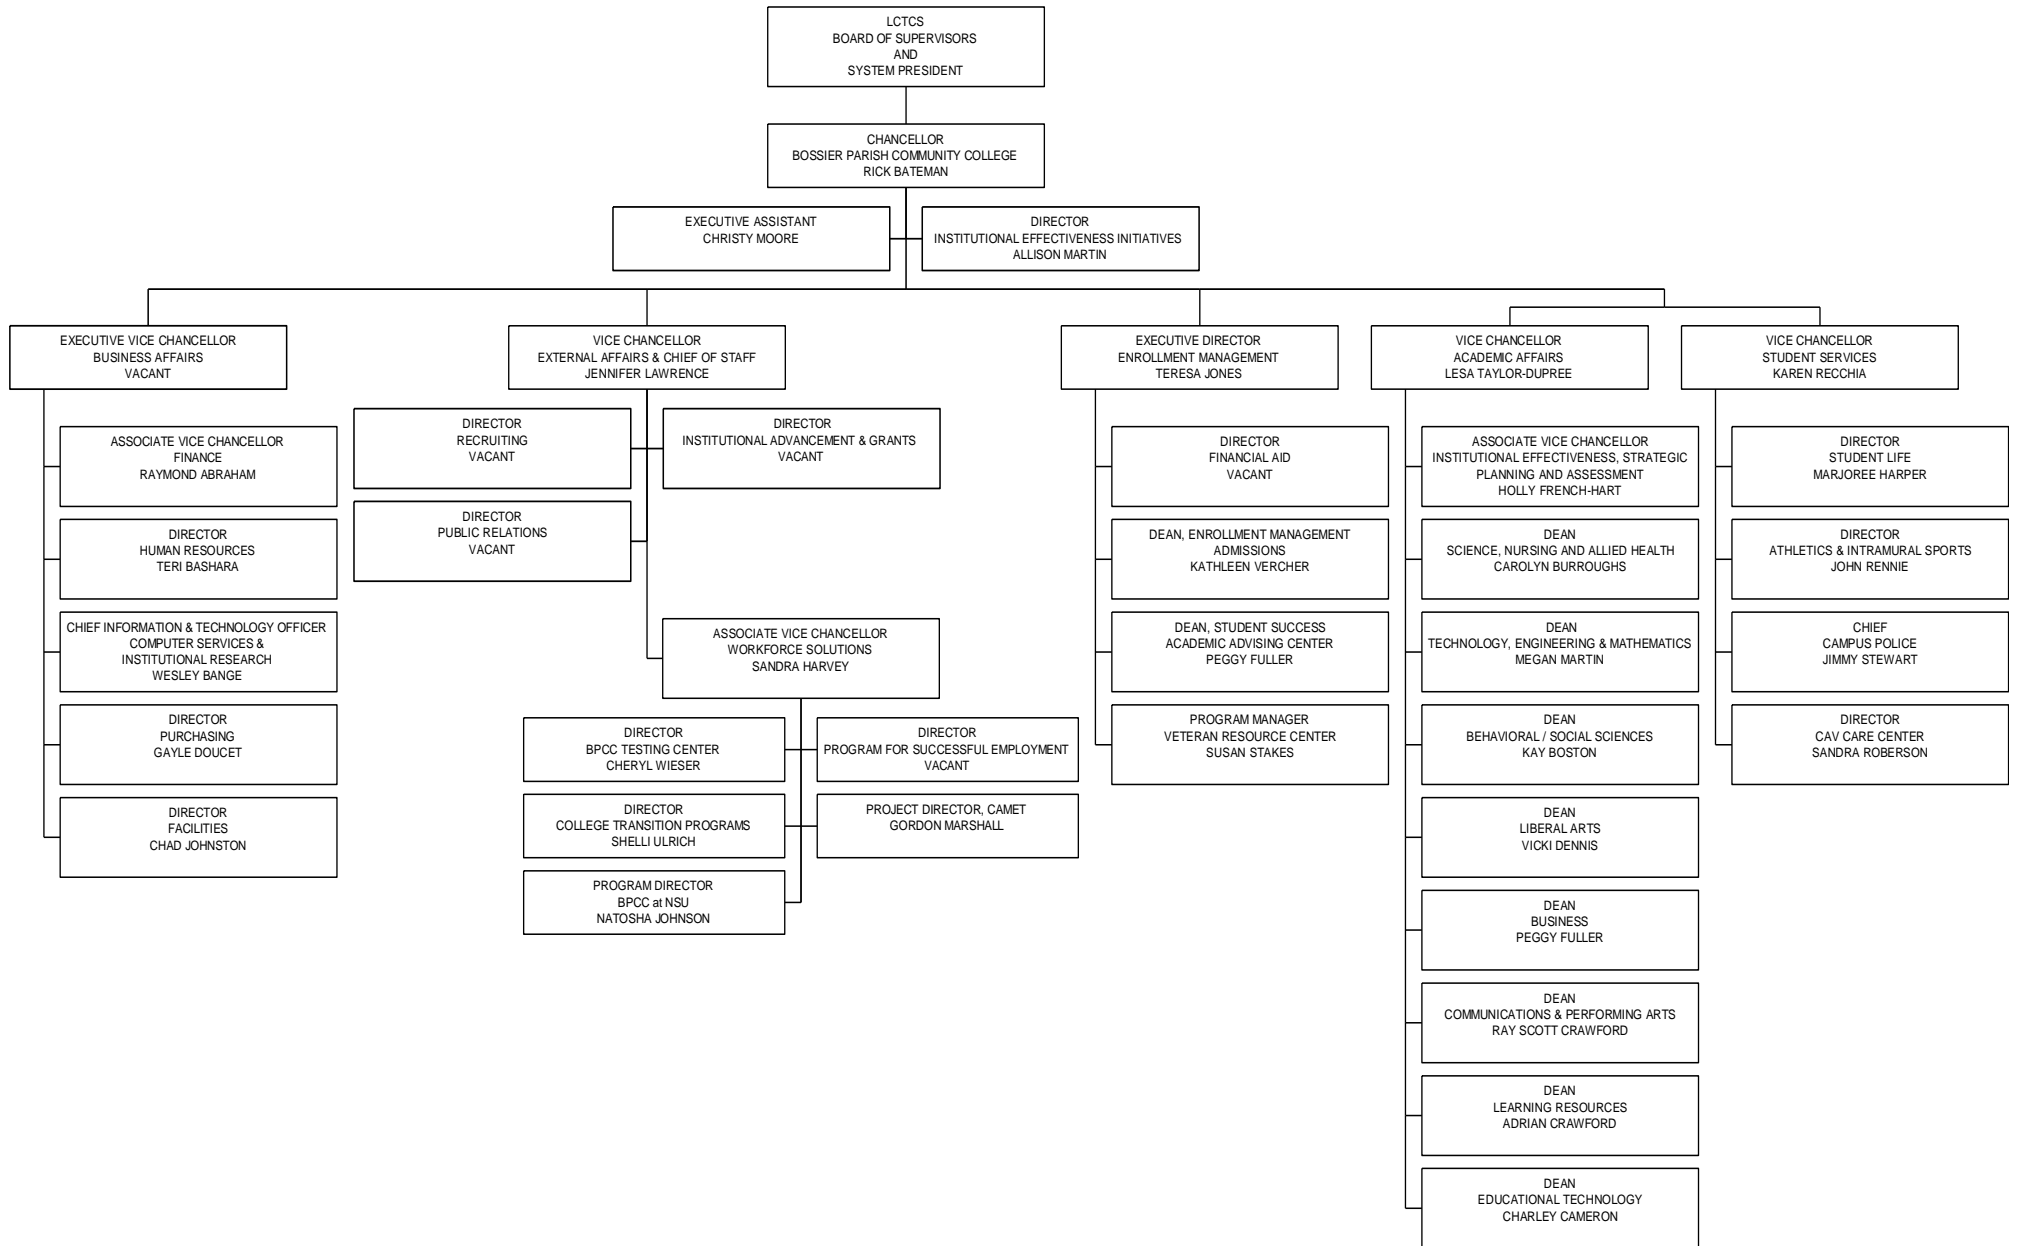 LCTCS
BOARD OF SUPERVISORS
AND
SYSTEM PRESIDENT
CHANCELLOR
BOSSIER PARISH COMMUNITY COLLEGE
RICK BATEMAN
EXECUTIVE ASSISTANT
CHRISTY MOORE
DIRECTOR
INSTITUTIONAL EFFECTIVENESS INITIATIVES
ALLISON MARTIN
EXECUTIVE VICE CHANCELLOR
BUSINESS AFFAIRS
VACANT
ASSOCIATE VICE CHANCELLOR
FINANCE
RAYMOND ABRAHAM
DIRECTOR
HUMAN RESOURCES
TERI BASHARA
CHIEF INFORMATION & TECHNOLOGY OFFICER
COMPUTER SERVICES &
INSTITUTIONAL RESEARCH
WESLEY BANGE
DIRECTOR
PURCHASING
GAYLE DOUCET
DIRECTOR
FACILITIES
CHAD JOHNSTON
VICE CHANCELLOR
EXTERNAL AFFAIRS & CHIEF OF STAFF
JENNIFER LAWRENCE
DIRECTOR
RECRUITING
VACANT
DIRECTOR
INSTITUTIONAL ADVANCEMENT & GRANTS
VACANT
DIRECTOR
PUBLIC RELATIONS
VACANT
ASSOCIATE VICE CHANCELLOR
WORKFORCE SOLUTIONS
SANDRA HARVEY
DIRECTOR
BPCC TESTING CENTER
CHERYL WIESER
DIRECTOR
PROGRAM FOR SUCCESSFUL EMPLOYMENT
VACANT
DIRECTOR
COLLEGE TRANSITION PROGRAMS
SHELLI ULRICH
PROJECT DIRECTOR, CAMET
GORDON MARSHALL
PROGRAM DIRECTOR
BPCC at NSU
NATOSHA JOHNSON
EXECUTIVE DIRECTOR
ENROLLMENT MANAGEMENT
TERESA JONES
DIRECTOR
FINANCIAL AID
VACANT
DEAN, ENROLLMENT MANAGEMENT
ADMISSIONS
KATHLEEN VERCHER
DEAN, STUDENT SUCCESS
ACADEMIC ADVISING CENTER
PEGGY FULLER
PROGRAM MANAGER
VETERAN RESOURCE CENTER
SUSAN STAKES
VICE CHANCELLOR
ACADEMIC AFFAIRS
LESA TAYLOR-DUPREE
ASSOCIATE VICE CHANCELLOR
INSTITUTIONAL EFFECTIVENESS, STRATEGIC
PLANNING AND ASSESSMENT
HOLLY FRENCH-HART
DEAN
SCIENCE, NURSING AND ALLIED HEALTH
CAROLYN BURROUGHS
DEAN
TECHNOLOGY, ENGINEERING & MATHEMATICS
MEGAN MARTIN
DEAN
BEHAVIORAL / SOCIAL SCIENCES
KAY BOSTON
DEAN
LIBERAL ARTS
VICKI DENNIS
DEAN
BUSINESS
PEGGY FULLER
DEAN
COMMUNICATIONS & PERFORMING ARTS
RAY SCOTT CRAWFORD
DEAN
LEARNING RESOURCES
ADRIAN CRAWFORD
DEAN
EDUCATIONAL TECHNOLOGY
CHARLEY CAMERON
VICE CHANCELLOR
STUDENT SERVICES
KAREN RECCHIA
DIRECTOR
STUDENT LIFE
MARJOREE HARPER
DIRECTOR
ATHLETICS & INTRAMURAL SPORTS
JOHN RENNIE
CHIEF
CAMPUS POLICE
JIMMY STEWART
DIRECTOR
CAV CARE CENTER
SANDRA ROBERSON